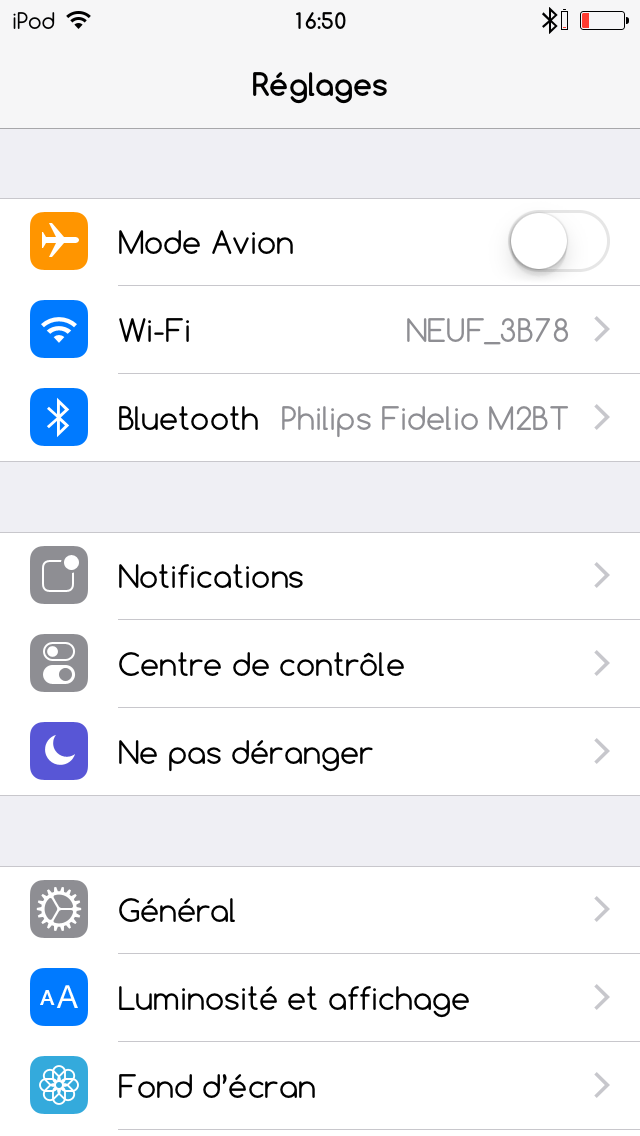 iPod 16:50
Réglages
Mode Avion
Wi-Fi NEUF_3B78
Bluetooth Philips Fidelio M2BT
Notifications
Centre de contrôle
Ne pas déranger
Général
AA Luminosité et affichage
Fond d'écran